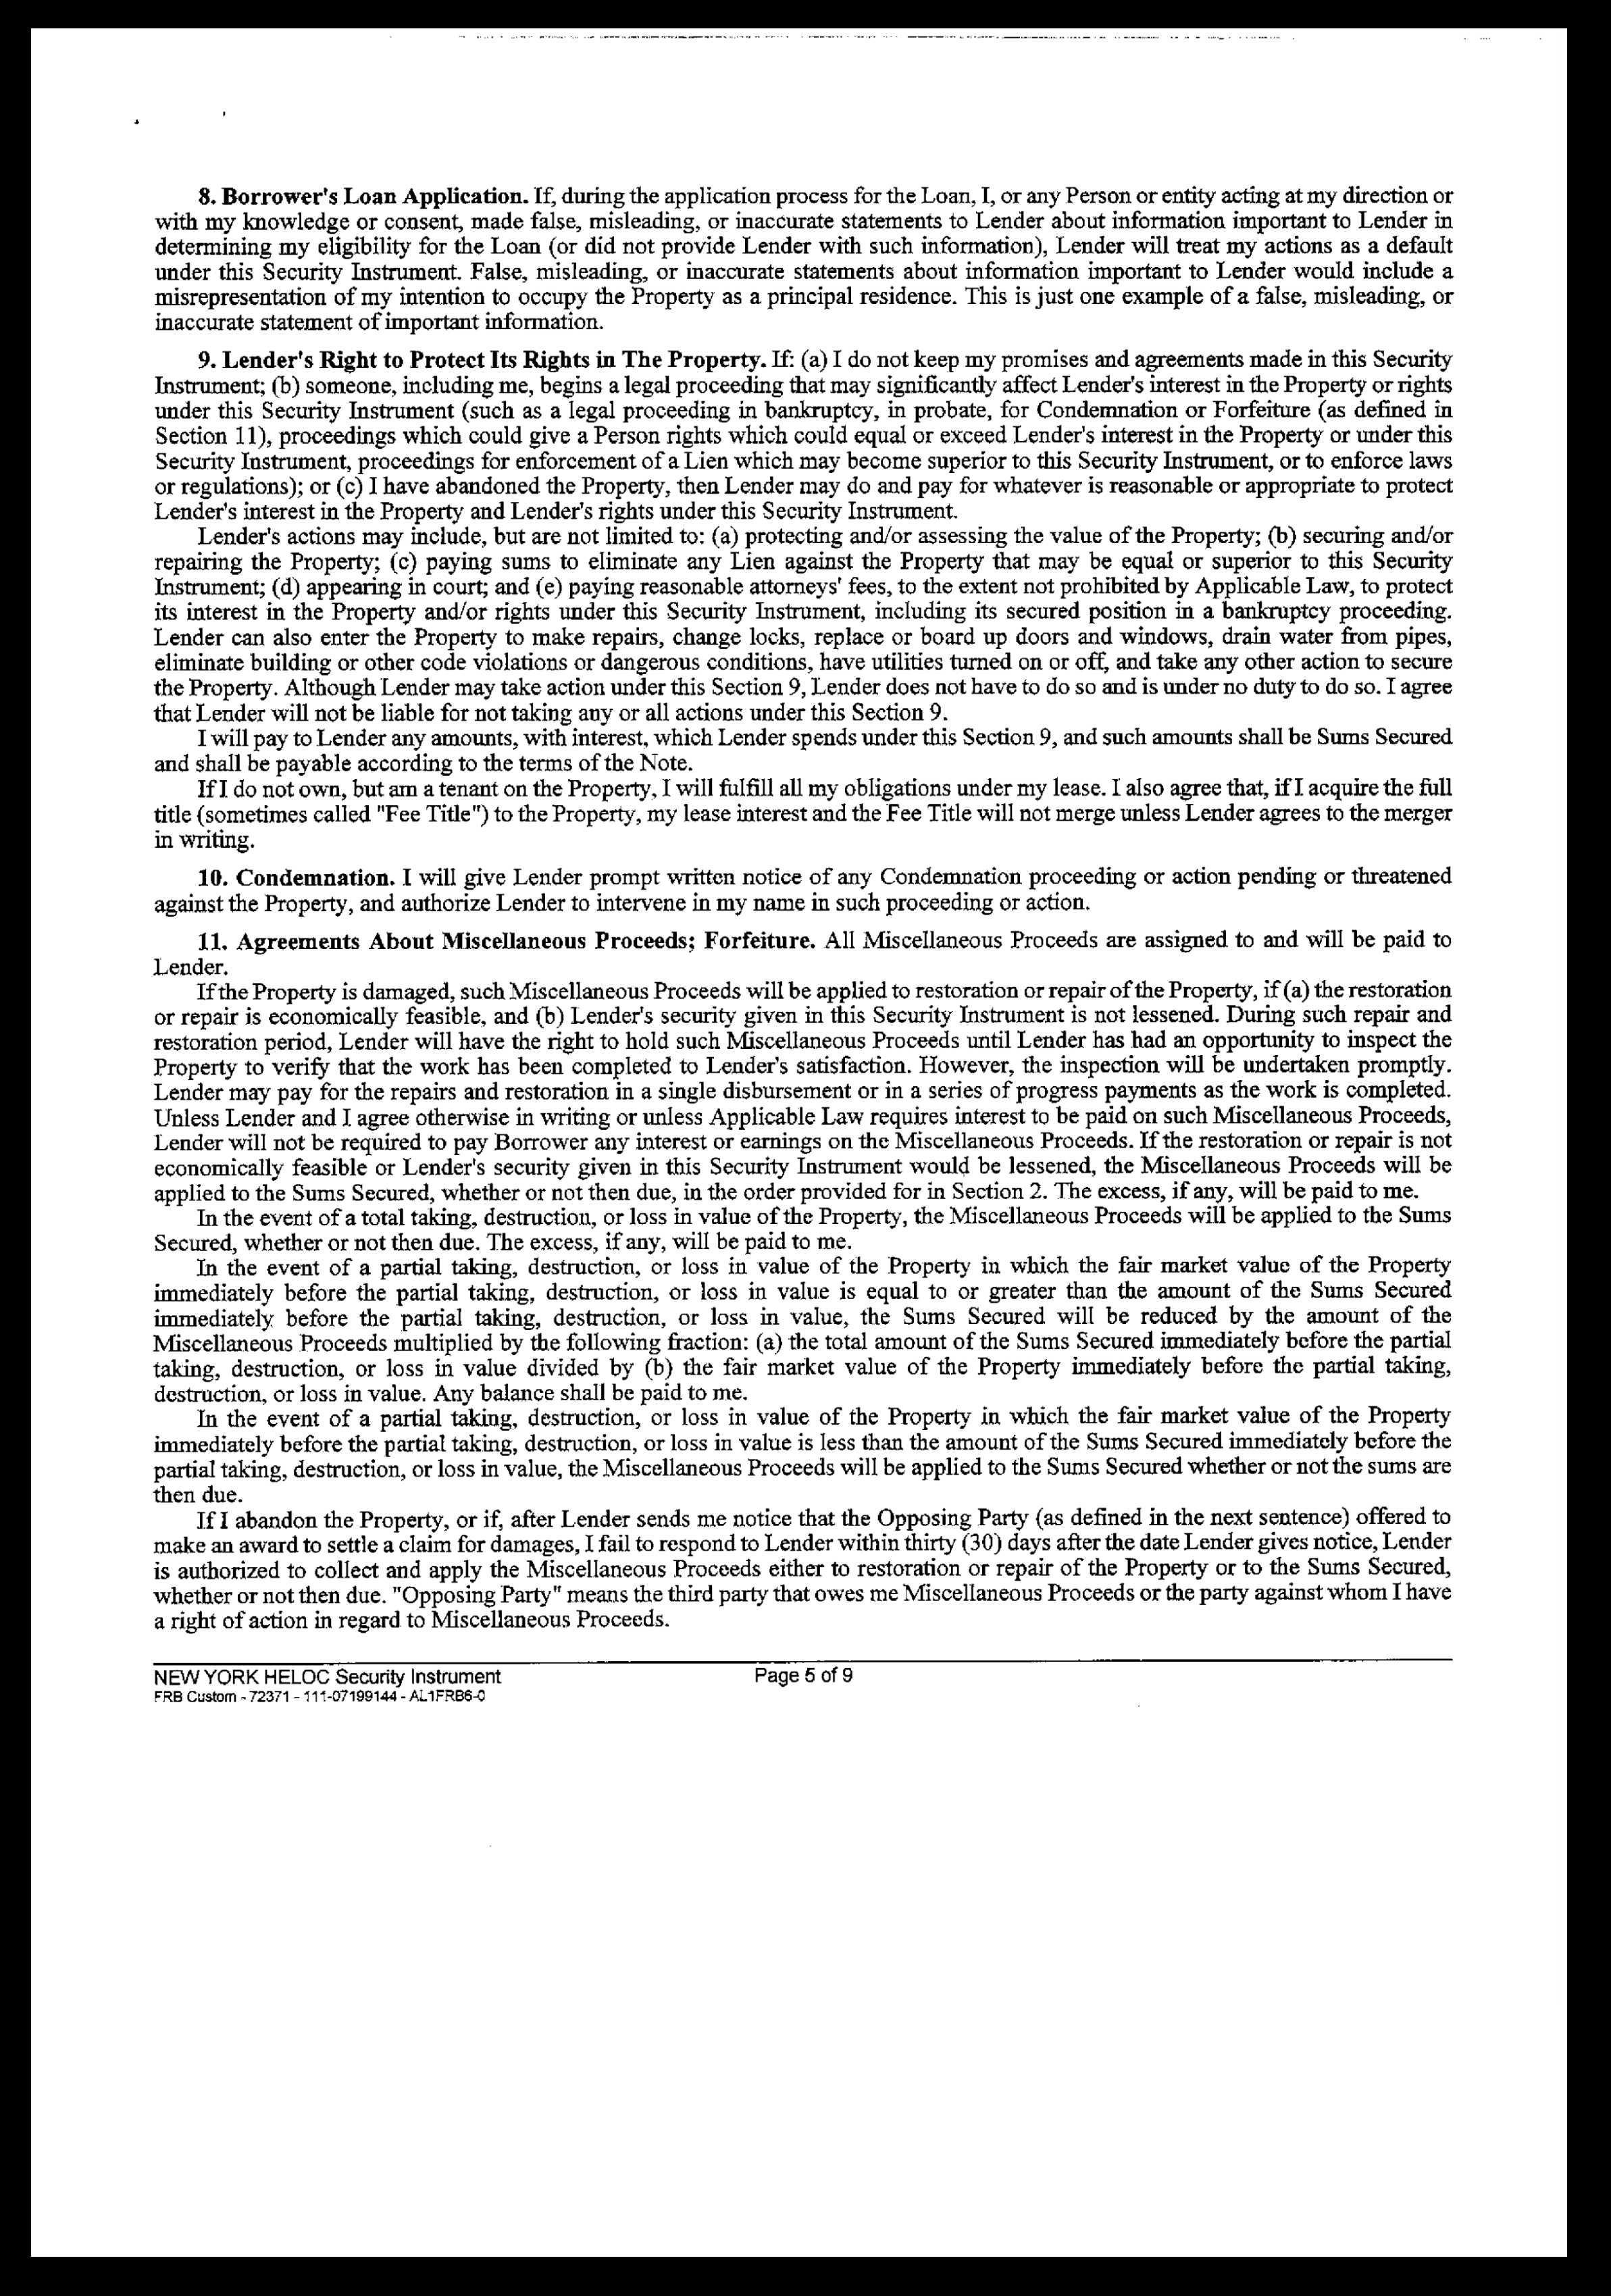 8. Borrower's Loan Application. If, during the application process for the Loan, I, or any Person or entity acting at my direction or
with my knowledge or consent, made false, misleading, or inaccurate statements to Lender about information important to Lender in
determining my eligibility for the Loan (or did not provide Lender with such information), Lender will treat my actions as a default
under this Security Instrument. False, misleading, or inaccurate statements about information important to Lender would include a
misrepresentation of my intention to occupy the Property as a principal residence. This is just one example of a false, misleading, or
inaccurate statement of important information.
9. Lender's Right to Protect Its Rights in The Property. If: (a) I do not keep my promises and agreements made in this Security
Instrument; (b) someone, including me, begins a legal proceeding that may significantly affect Lender's interest in the Property or rights
under this Security Instrument (such as a legal proceeding in bankruptcy, in probate, for Condemnation or Forfeiture (as defined in
Section 11), proceedings which could give a Person rights which could equal or exceed Lender's interest in the Property or under this
Security Instrument, proceedings for enforcement of a Lien which may become superior to this Security Instrument, or to enforce laws
or regulations); or (c) I have abandoned the Property, then Lender may do and pay for whatever is reasonable or appropriate to protect
Lender's interest in the Property and Lender's rights under this Security Instrument.
Lender's actions may include, but are not limited to: (a) protecting and/or assessing the value of the Property; (b) securing and/or
repairing the Property; (c) paying sums to eliminate any Lien against the Property that may be equal or superior to this Security
Instrument; (d) appearing in court; and (e) paying reasonable attorneys' fees, to the extent not prohibited by Applicable Law, to protect
its interest in the Property and/or rights under this Security Instrument, including its secured position in a bankruptcy proceeding.
Lender can also enter the Property to make repairs, change locks, replace or board up doors and windows, drain water from pipes,
eliminate building or other code violations or dangerous conditions, have utilities turned on or off, and take any other action to secure
the Property. Although Lender may take action under this Section 9, Lender does not have to do so and is under no duty to do so. I agree
that Lender will not be liable for not taking any or all actions under this Section 9.
I will pay to Lender any amounts, with interest, which Lender spends under this Section 9, and such amounts shall be Sums Secured
and shall be payable according to the terms of the Note.
If I do not own, but am a tenant on the Property, I will fulfill all my obligations under my lease. I also agree that, if I acquire the full
title (sometimes called "Fee Title") to the Property, my lease interest and the Fee Title will not merge unless Lender agrees to the merger
in writing.
10. Condemnation. I will give Lender prompt written notice of any Condemnation proceeding or action pending or threatened
against the Property, and authorize Lender to intervene in my name in such proceeding or action.
11. Agreements About Miscellaneous Proceeds; Forfeiture. All Miscellaneous Proceeds are assigned to and will be paid to
Lender.
If the Property is damaged, such Miscellaneous Proceeds will be applied to restoration or repair of the Property, if (a) the restoration
or repair is economically feasible, and (b) Lender's security given in this Security Instrument is not lessened. During such repair and
restoration period, Lender will have the right to hold such Miscellaneous Proceeds until Lender has had an opportunity to inspect the
Property to verify that the work has been completed to Lender's satisfaction. However, the inspection will be undertaken promptly.
Lender may pay for the repairs and restoration in a single disbursement or in a series of progress payments as the work is completed.
Unless Lender and I agree otherwise in writing or unless Applicable Law requires interest to be paid on such Miscellaneous Proceeds,
Lender will not be required to pay Borrower any interest or earnings on the Miscellaneous Proceeds. If the restoration or repair is not
economically feasible or Lender's security given in this Security Instrument would be lessened, the Miscellaneous Proceeds will be
applied to the Sums Secured, whether or not then due, in the order provided for in Section 2. The excess, if any, will be paid to me.
In the event of a total taking, destruction, or loss in value of the Property, the Miscellaneous Proceeds will be applied to the Sums
Secured, whether or not then due. The excess, if any, will be paid to me.
In the event of a partial taking, destruction, or loss in value of the Property in which the fair market value of the Property
immediately before the partial taking, destruction, or loss in value is equal to or greater than the amount of the Sums Secured
immediately before the partial taking, destruction, or loss in value, the Sums Secured will be reduced by the amount of the
Miscellaneous Proceeds multiplied by the following fraction: (a) the total amount of the Sums Secured immediately before the partial
taking, destruction, or loss in value divided by (b) the fair market value of the Property immediately before the partial taking,
destruction, or loss in value. Any balance shall be paid to me.
In the event of a partial taking, destruction, or loss in value of the Property in which the fair market value of the Property
immediately before the partial taking, destruction, or loss in value is less than the amount of the Sums Secured immediately before the
partial taking, destruction, or loss in value, the Miscellaneous Proceeds will be applied to the Sums Secured whether or not the sums are
then due.
If I abandon the Property, or if, after Lender sends me notice that the Opposing Party (as defined in the next sentence) offered to
make an award to settle a claim for damages, I fail to respond to Lender within thirty (30) days after the date Lender gives notice, Lender
is authorized to collect and apply the Miscellaneous Proceeds either to restoration or repair of the Property or to the Sums Secured,
whether or not then due. "Opposing Party" means the third party that owes me Miscellaneous Proceeds or the party against whom I have
a right of action in regard to Miscellaneous Proceeds.
NEW YORK HELOC Security Instrument Page 5 of 9
FRB Custom - 72371 - 111-07199144 - AL1FRB6-0